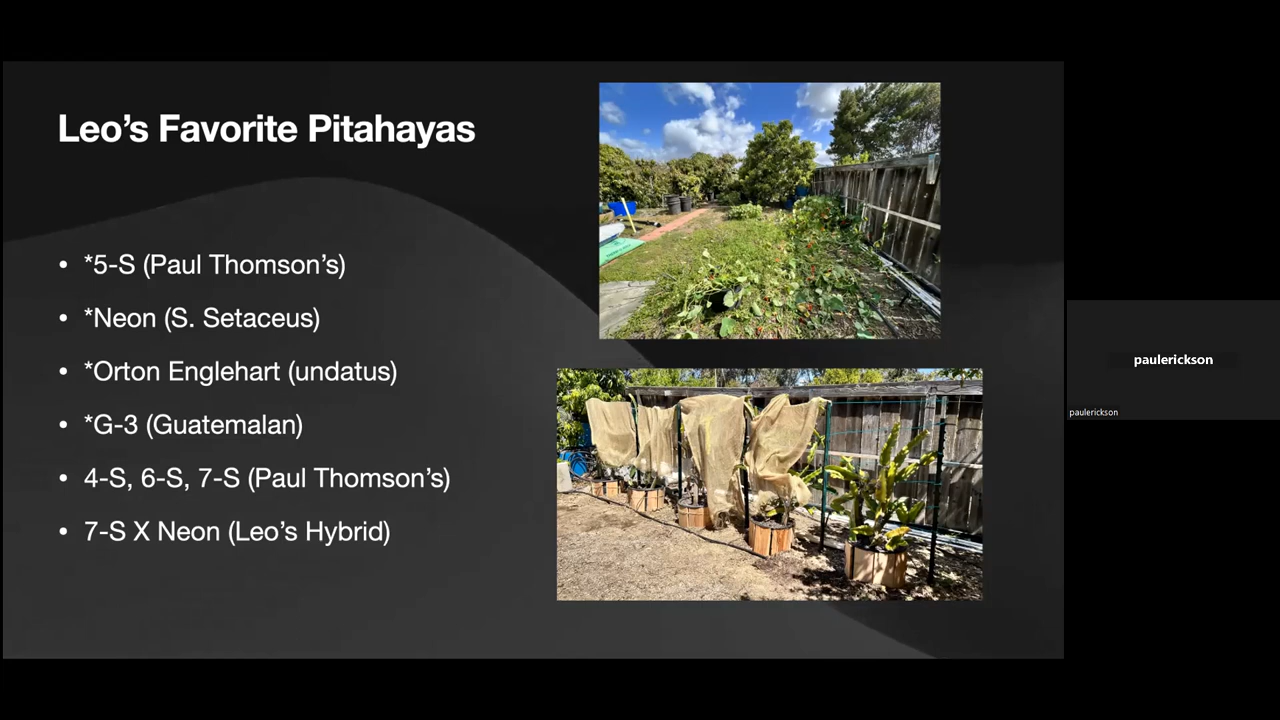 Leo’s Favorite Pitahayas
• *5-S (Paul Thomson’s)
• *Neon (S. Setaceus)
• *Orton Englehart (undatus)
• *G-3 (Guatemalan)
• 4-S, 6-S, 7-S (Paul Thomson’s)
• 7-S X Neon (Leo’s Hybrid)
paulerickson
paulerickson